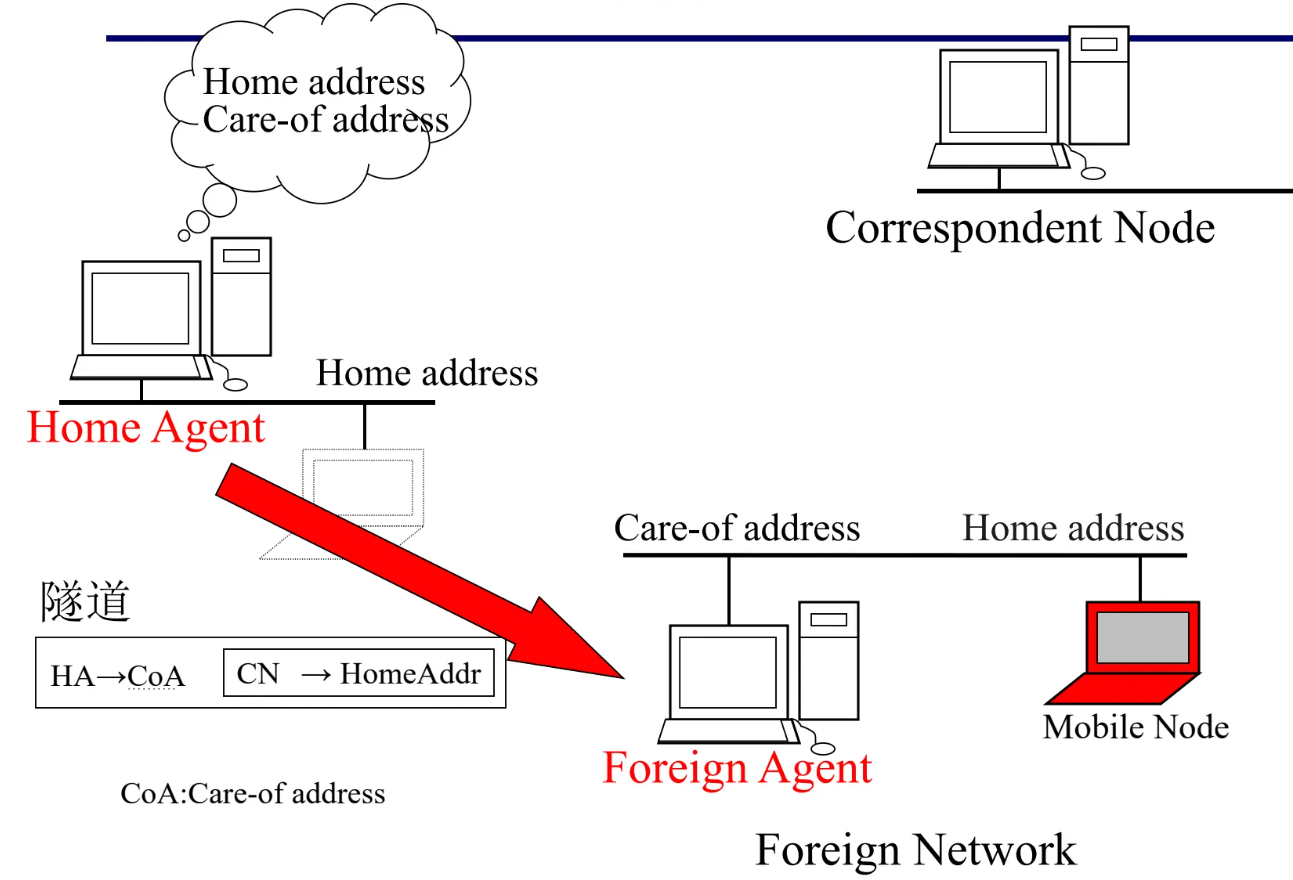 Home address
Care-of address
Correspondent Node
Home address
Home Agent
Care-of address
Home address
隧道
HA→CoA
CN → HomeAddr
Mobile Node
Foreign Agent
CoA:Care-of address
Foreign Network